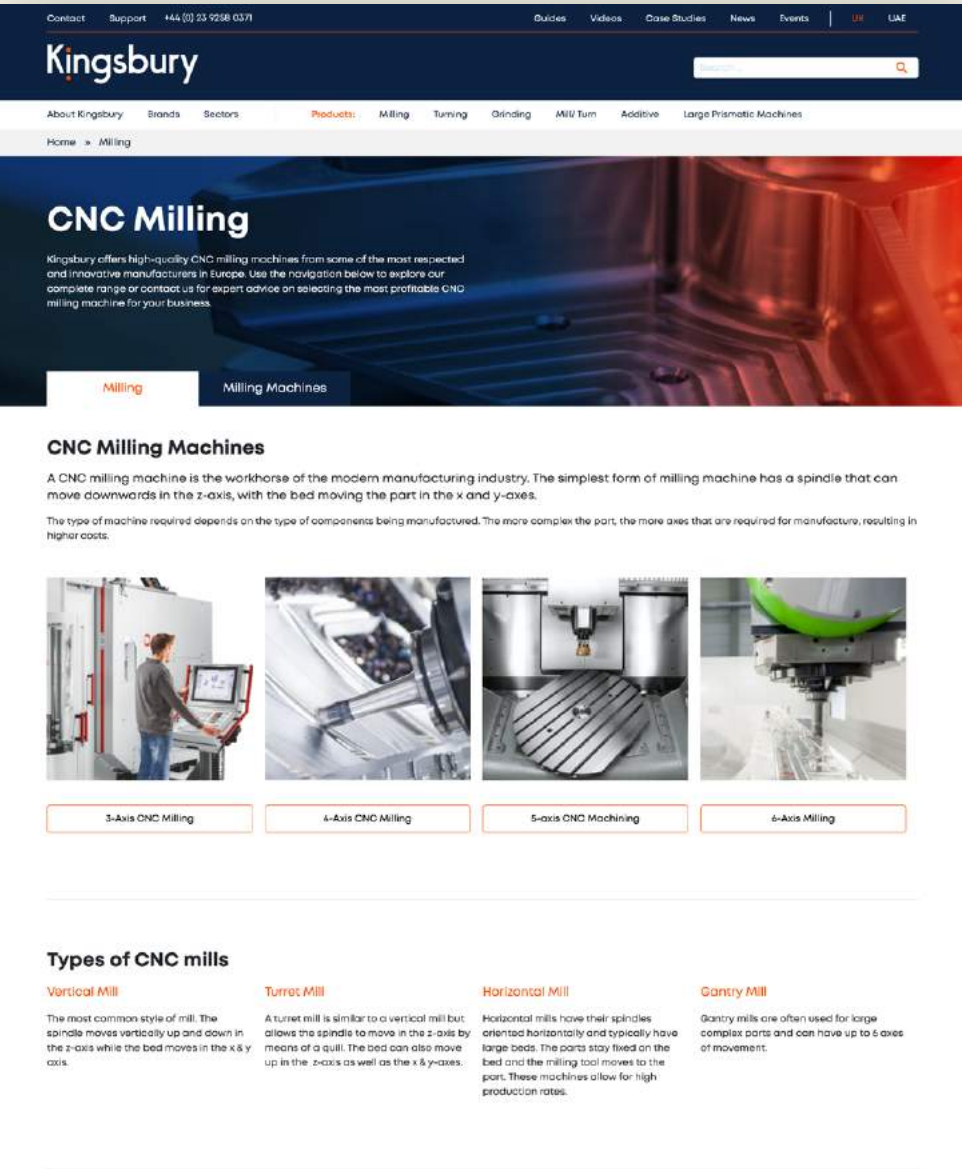 Contact Support +44 (0) 23 9258 0371 Guides Videos Case Studies News Events UK UAE
Kingsbury
Search...
About Kingsbury Brands Sectors Products: Milling Turning Grinding Mill/ Turn Additive Large Prismatic Machines
Home » Milling
CNC Milling
Kingsbury offers high-quality CNC milling machines from some of the most respected
and innovative manufacturers in Europe. Use the navigation below to explore our
complete range or contact us for expert advice on selecting the most profitable CNC
milling machine for your business.
Milling Milling Machines
CNC Milling Machines
A CNC milling machine is the workhorse of the modern manufacturing industry. The simplest form of milling machine has a spindle that can
move downwards in the z-axis, with the bed moving the part in the x and y-axes.
The type of machine required depends on the type of components being manufactured. The more complex the part, the more axes that are required for manufacture, resulting in
higher costs.
3-Axis CNC Milling 4-Axis CNC Milling 5-axis CNC Machining 6-Axis Milling
Types of CNC mills
Vertical Mill
The most common style of mill. The
spindle moves vertically up and down in
the z-axis while the bed moves in the x & y
axis.
Turret Mill
A turret mill is similar to a vertical mill but
allows the spindle to move in the z-axis by
means of a quill. The bed can also move
up in the z-axis as well as the x & y-axes.
Horizontal Mill
Horizontal mills have their spindles
oriented horizontally and typically have
large beds. The parts stay fixed on the
bed and the milling tool moves to the
part. These machines allow for high
production rates.
Gantry Mill
Gantry mills are often used for large
complex parts and can have up to 6 axes
of movement.